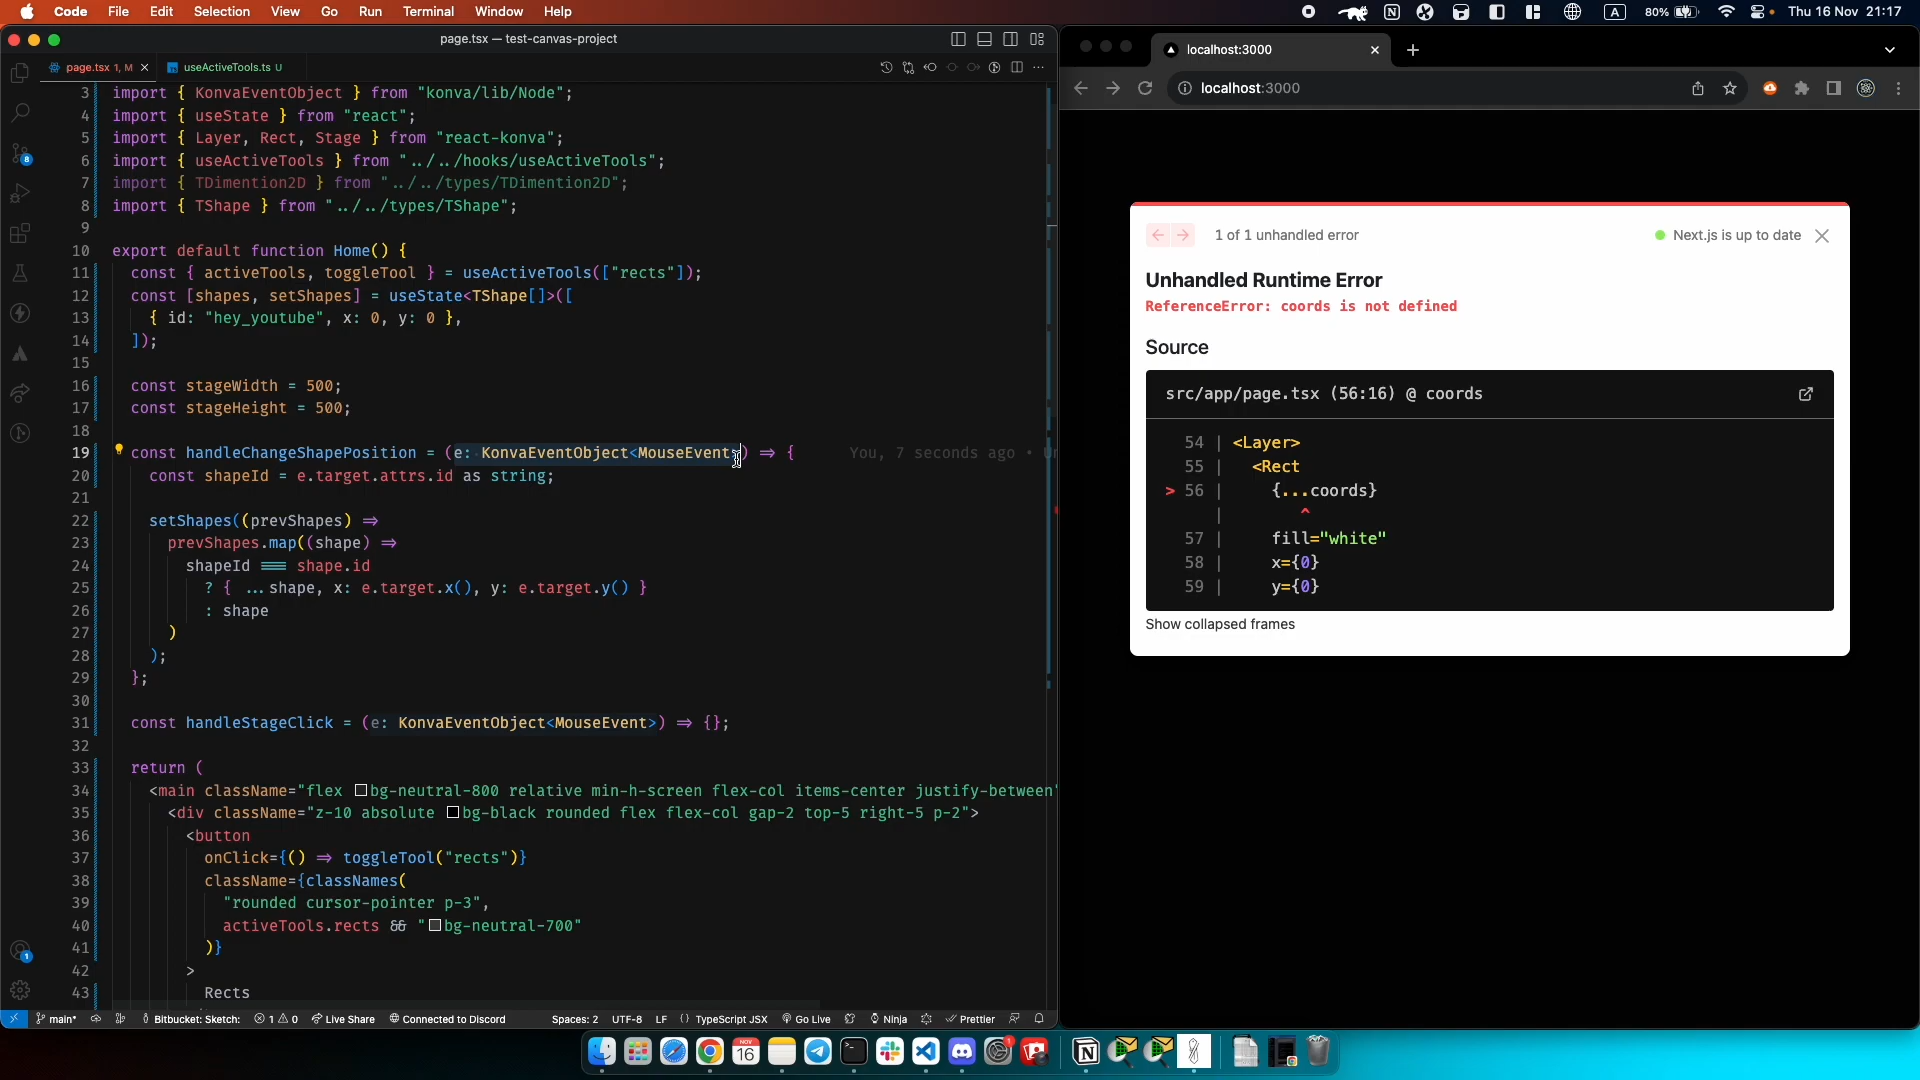 Code File Edit Selection View Go Run Terminal Window Help
A 80% Thu 16 Nov 21:17
page.tsx — test-canvas-project
page.tsx 1, M
useActiveTools.ts U
3 import { KonvaEventObject } from "konva/lib/Node";
4 import { useState } from "react";
5 import { Layer, Rect, Stage } from "react-konva";
6 import { useActiveTools } from "../../hooks/useActiveTools";
7 import { TDimention2D } from "../../types/TDimention2D";
8 import { TShape } from "../../types/TShape";
9
10 export default function Home() {
11 const { activeTools, toggleTool } = useActiveTools(["rects"]);
12 const [shapes, setShapes] = useState<TShape[]>([
13 { id: "hey_youtube", x: 0, y: 0 },
14 ]);
15
16 const stageWidth = 500;
17 const stageHeight = 500;
18
19 const handleChangeShapePosition = (e: KonvaEventObject<MouseEvent>) => { You, 7 seconds ago • Un
20 const shapeId = e.target.attrs.id as string;
21
22 setShapes((prevShapes) =>
23 prevShapes.map((shape) =>
24 shapeId === shape.id
25 ? { ...shape, x: e.target.x(), y: e.target.y() }
26 : shape
27 )
28 );
29 };
30
31 const handleStageClick = (e: KonvaEventObject<MouseEvent>) => {};
32
33 return (
34 <main className="flex bg-neutral-800 relative min-h-screen flex-col items-center justify-between"
35 <div className="z-10 absolute bg-black rounded flex flex-col gap-2 top-5 right-5 p-2">
36 <button
37 onClick={() => toggleTool("rects")}
38 className={classNames(
39 "rounded cursor-pointer p-3",
40 activeTools.rects && "bg-neutral-700"
41 )}
42 >
43 Rects
8
1
main* Bitbucket: Sketch: 1 0 Live Share Connected to Discord Spaces: 2 UTF-8 LF TypeScript JSX Go Live Ninja Prettier
localhost:3000
localhost:3000
1 of 1 unhandled error
Next.js is up to date
Unhandled Runtime Error
ReferenceError: coords is not defined
Source
src/app/page.tsx (56:16) @ coords
54 | <Layer>
55 | <Rect
> 56 | {...coords}
| ^
57 | fill="white"
58 | x={0}
59 | y={0}
Show collapsed frames
NOV
16
1